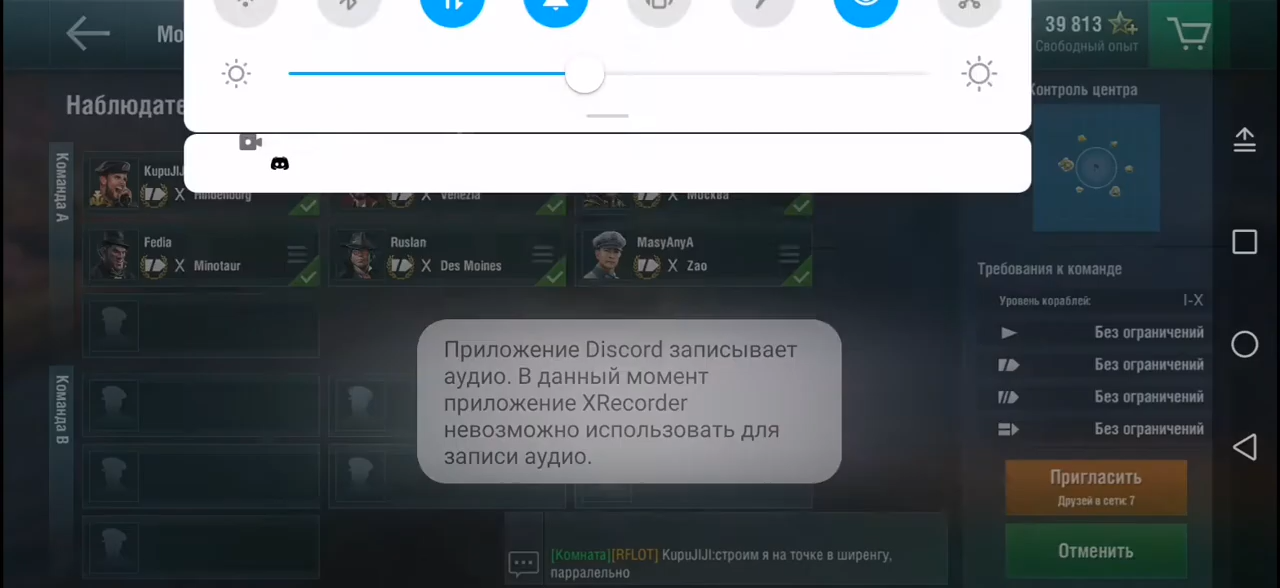 Мо
39 813
Свободный опыт
Наблюдате
Контроль центра
Команда А
KupuJIJ
X Hindenburg
X Venezia
X Москва
Fedia
X Minotaur
Ruslan
X Des Moines
MasyAnyA
X Zao
Требования к команде
Уровень кораблей:
I-X
Без ограничений
Без ограничений
Без ограничений
Без ограничений
Приложение Discord записывает
аудио. В данный момент
приложение XRecorder
невозможно использовать для
записи аудио.
Команда В
Пригласить
Друзей в сети: 7
Отменить
[Комната][RFLOT] KupuJIJI:строим я на точке в ширенгу,
парралельно